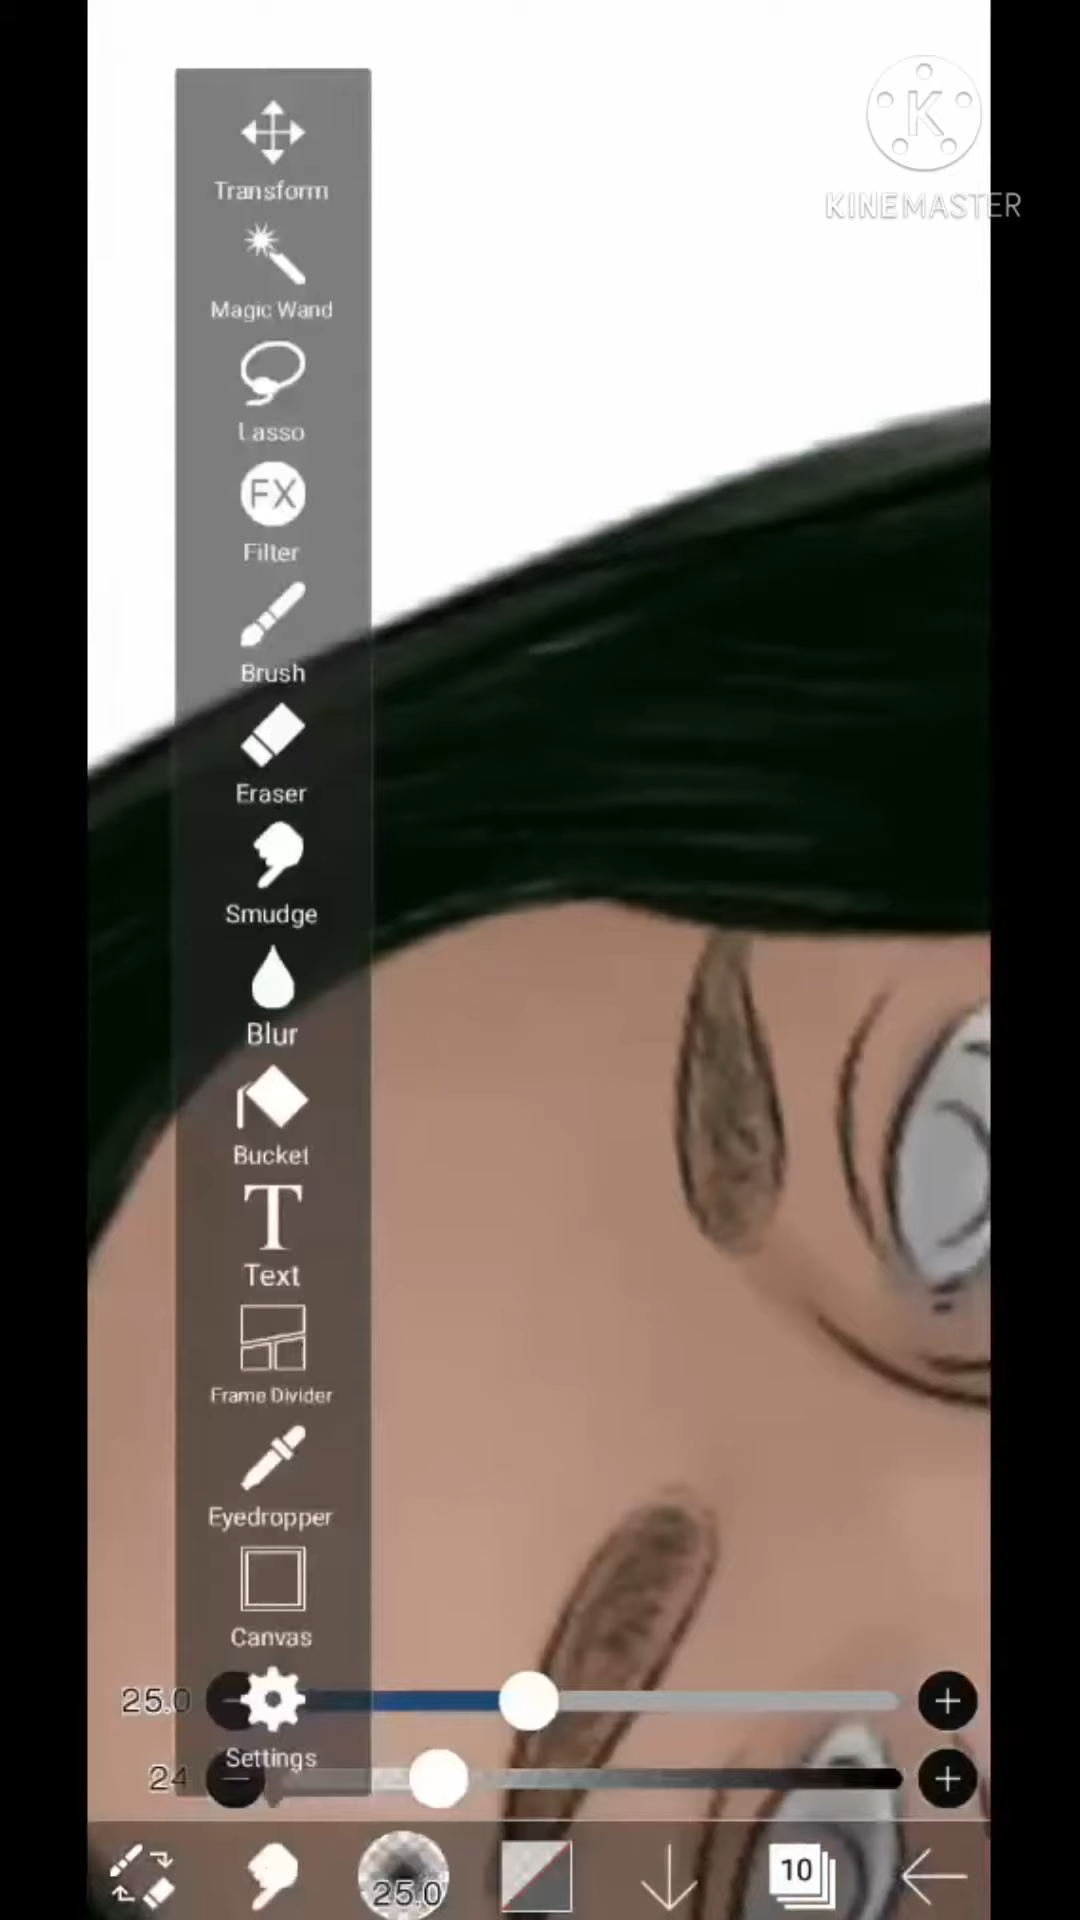 K
KINEMASTER
Transform
Magic Wand
Lasso
FX
Filter
Brush
Eraser
Smudge
Blur
Bucket
T
Text
Frame Divider
Eyedropper
Canvas
25.0
Settings
24
25.0
10